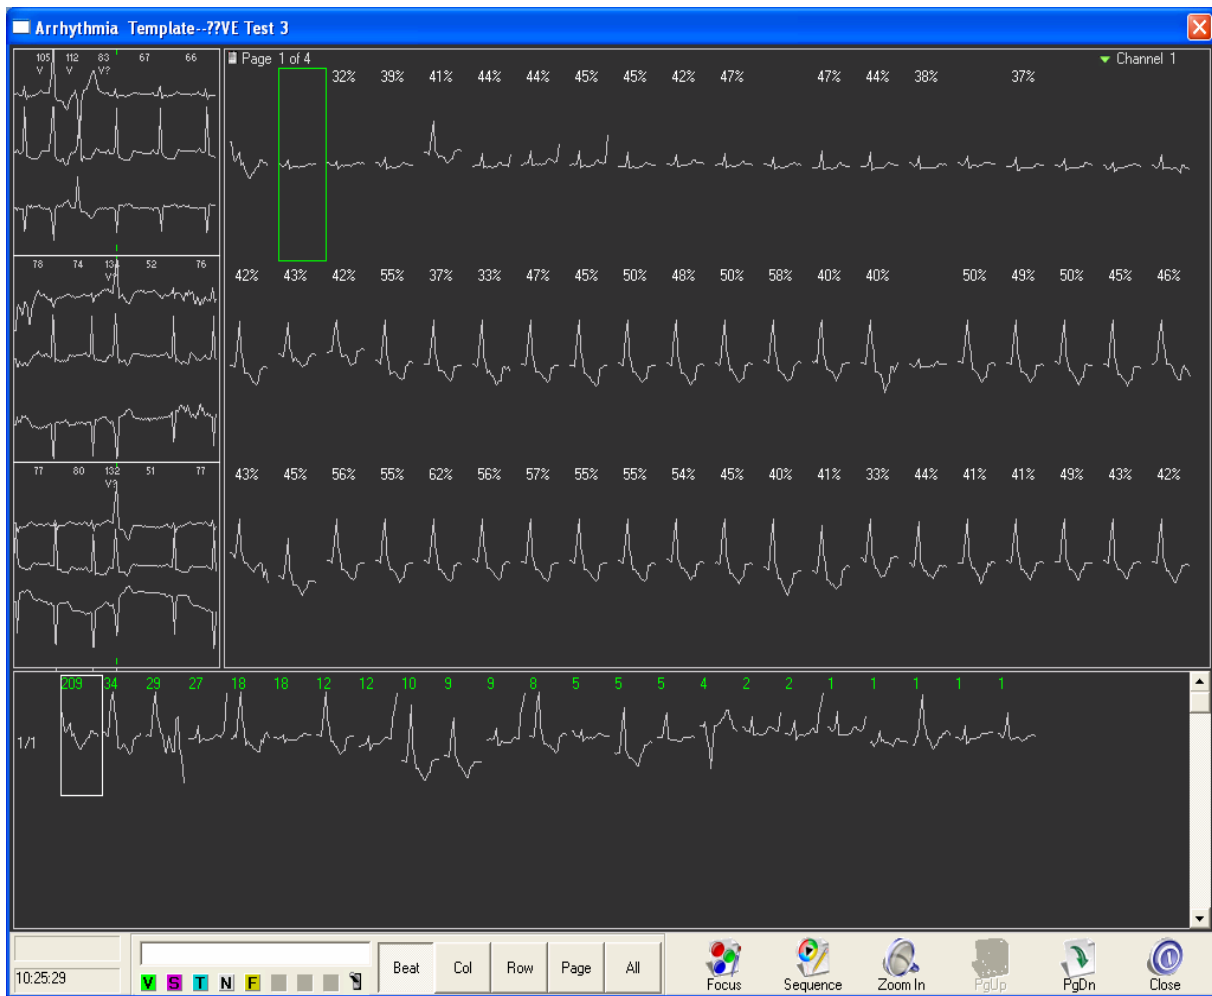 Arrhythmia Template--??VE Test 3
105 112 83 67 66
V V V?
Page 1 of 4
Channel 1
32% 39% 41% 44% 44% 45% 45% 42% 47% 47% 44% 38% 37%
78 74 134 52 76
V?
42% 43% 42% 55% 37% 33% 47% 45% 50% 48% 50% 58% 40% 40% 50% 49% 50% 45% 46%
77 80 132 51 77
V?
43% 45% 56% 55% 62% 56% 57% 55% 55% 54% 45% 40% 41% 33% 44% 41% 41% 49% 43% 42%
209 34 29 27 18 18 12 12 10 9 9 8 5 5 5 4 2 2 1 1 1 1 1
1/1
10:25:29
V S T N F
Beat Col Row Page All
Focus Sequence Zoom In PgUp PgDn Close